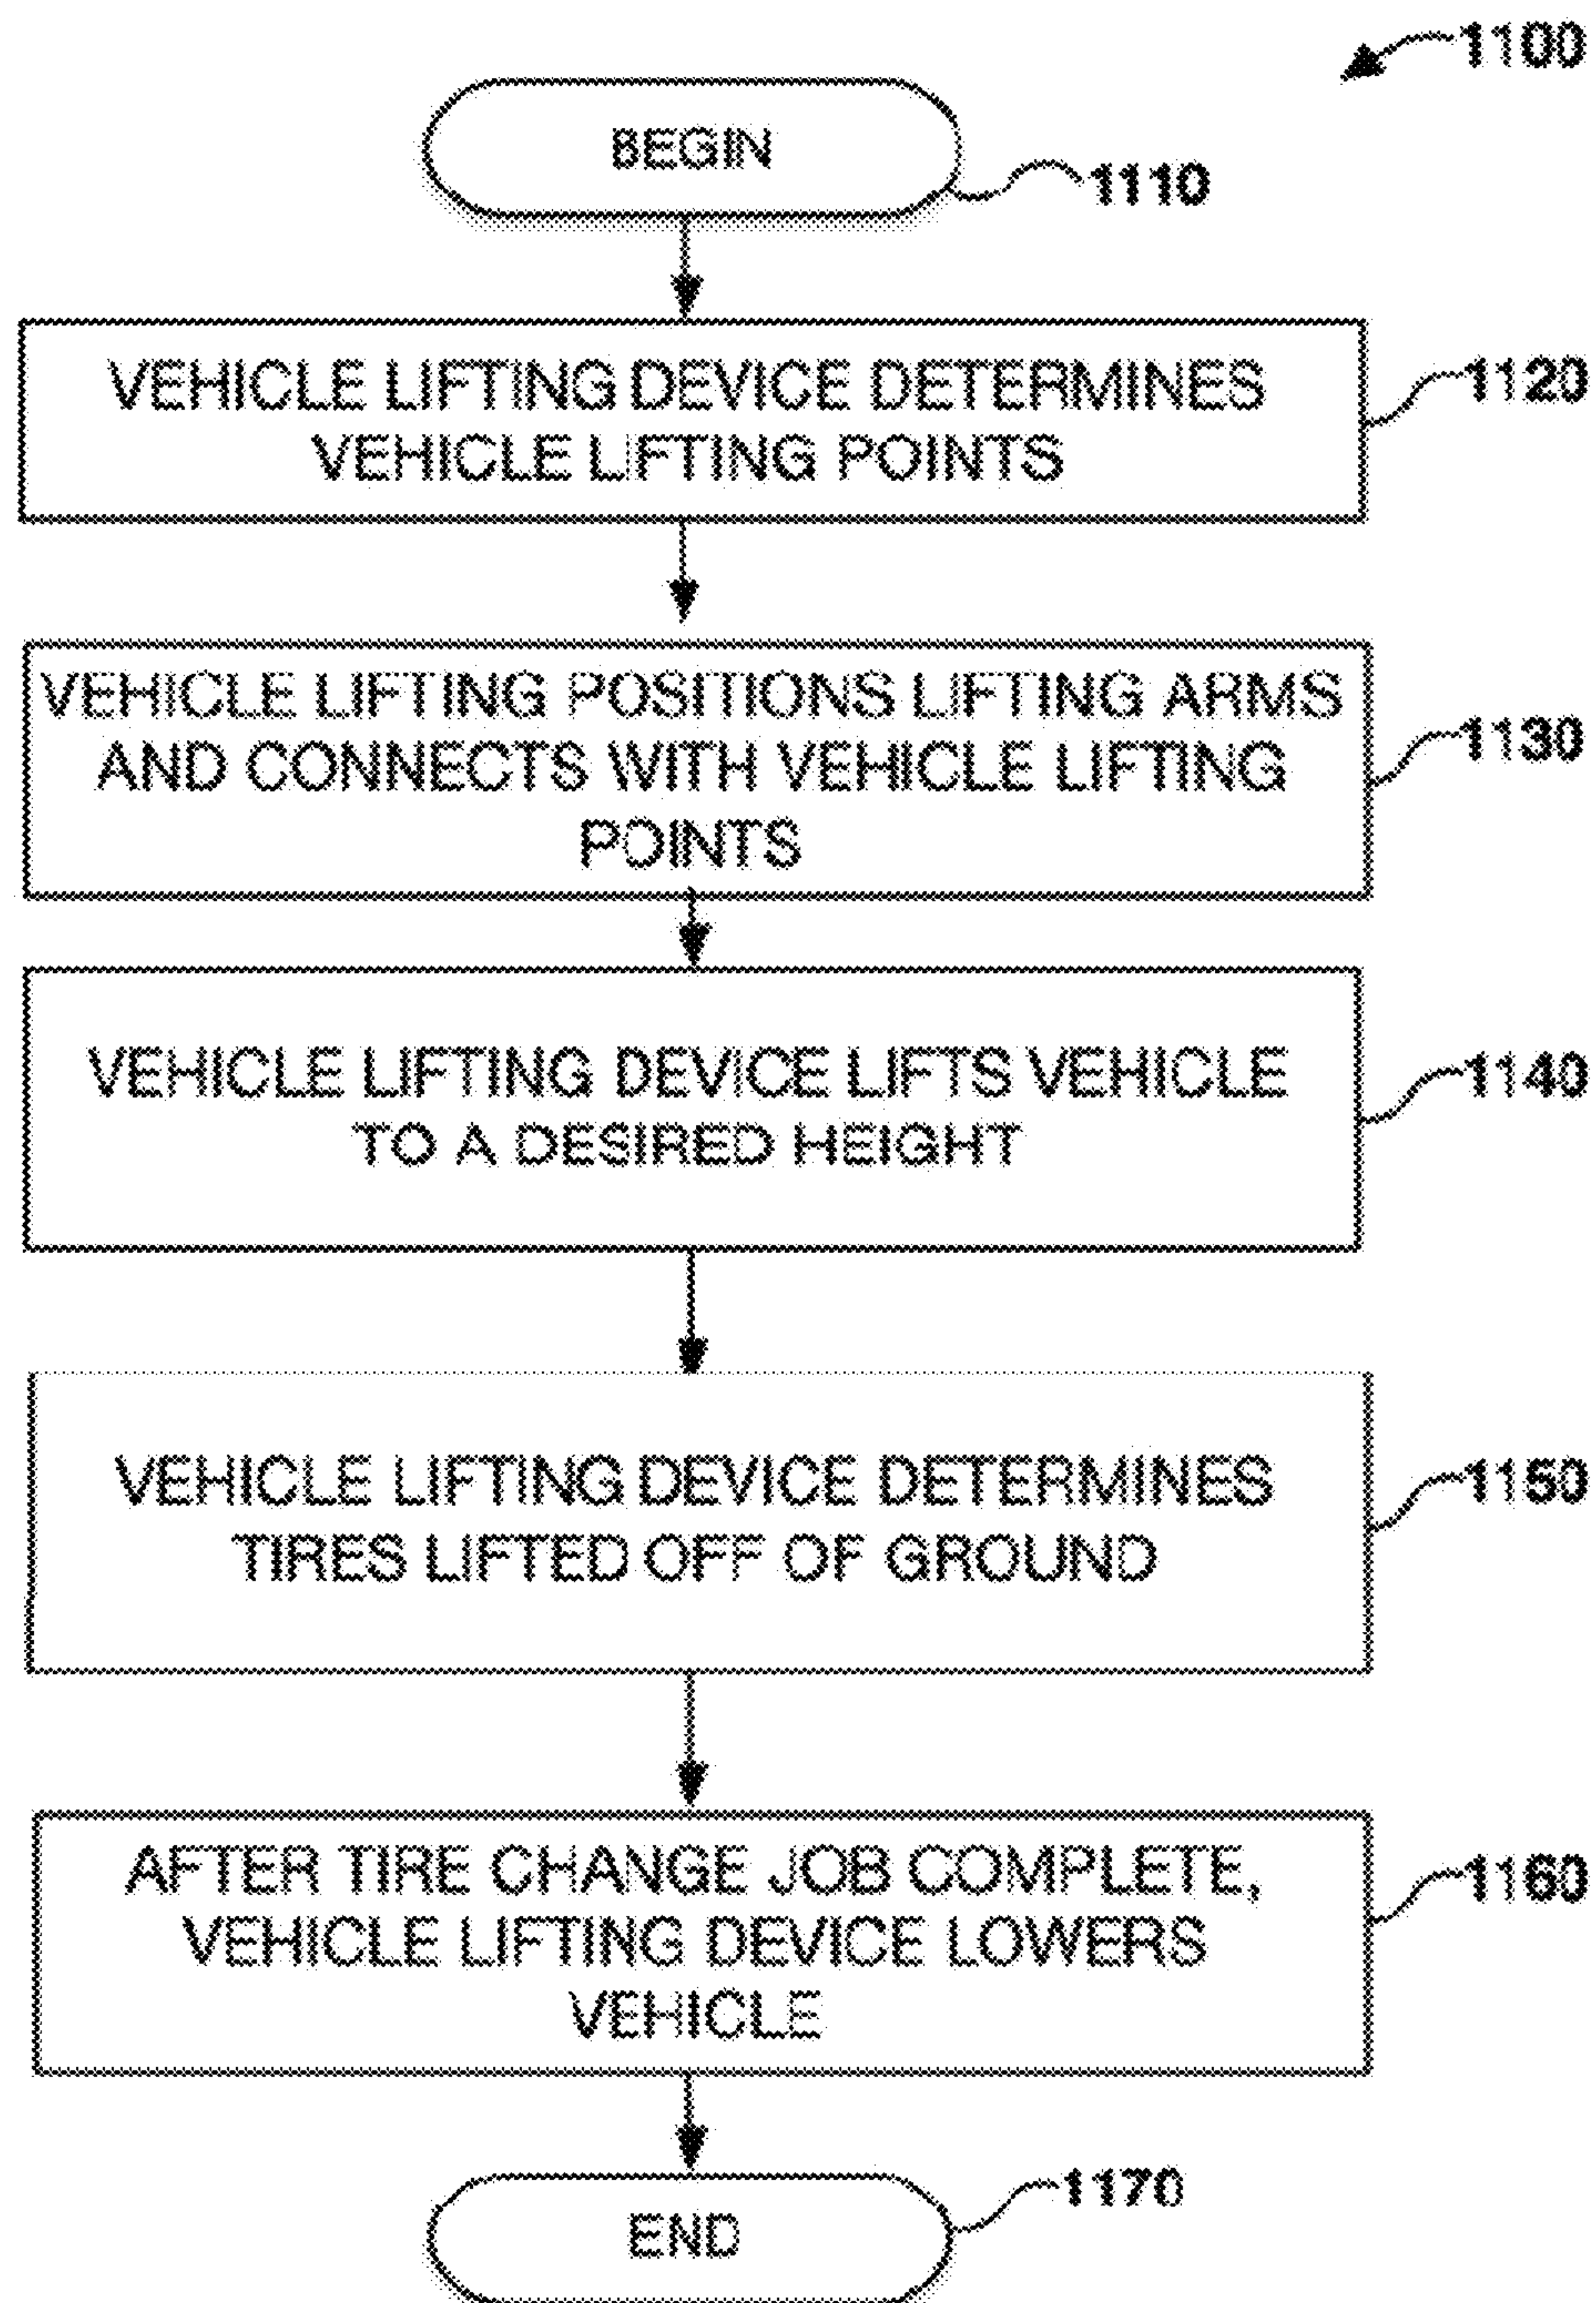 1100
BEGIN
1110
VEHICLE LIFTING DEVICE DETERMINES
VEHICLE LIFTING POINTS
1120
VEHICLE LIFTING POSITIONS LIFTING ARMS
AND CONNECTS WITH VEHICLE LIFTING
POINTS
1130
VEHICLE LIFTING DEVICE LIFTS VEHICLE
TO A DESIRED HEIGHT
1140
VEHICLE LIFTING DEVICE DETERMINES
TIRES LIFTED OFF OF GROUND
1150
AFTER TIRE CHANGE JOB COMPLETE,
VEHICLE LIFTING DEVICE LOWERS
VEHICLE
1160
END
1170